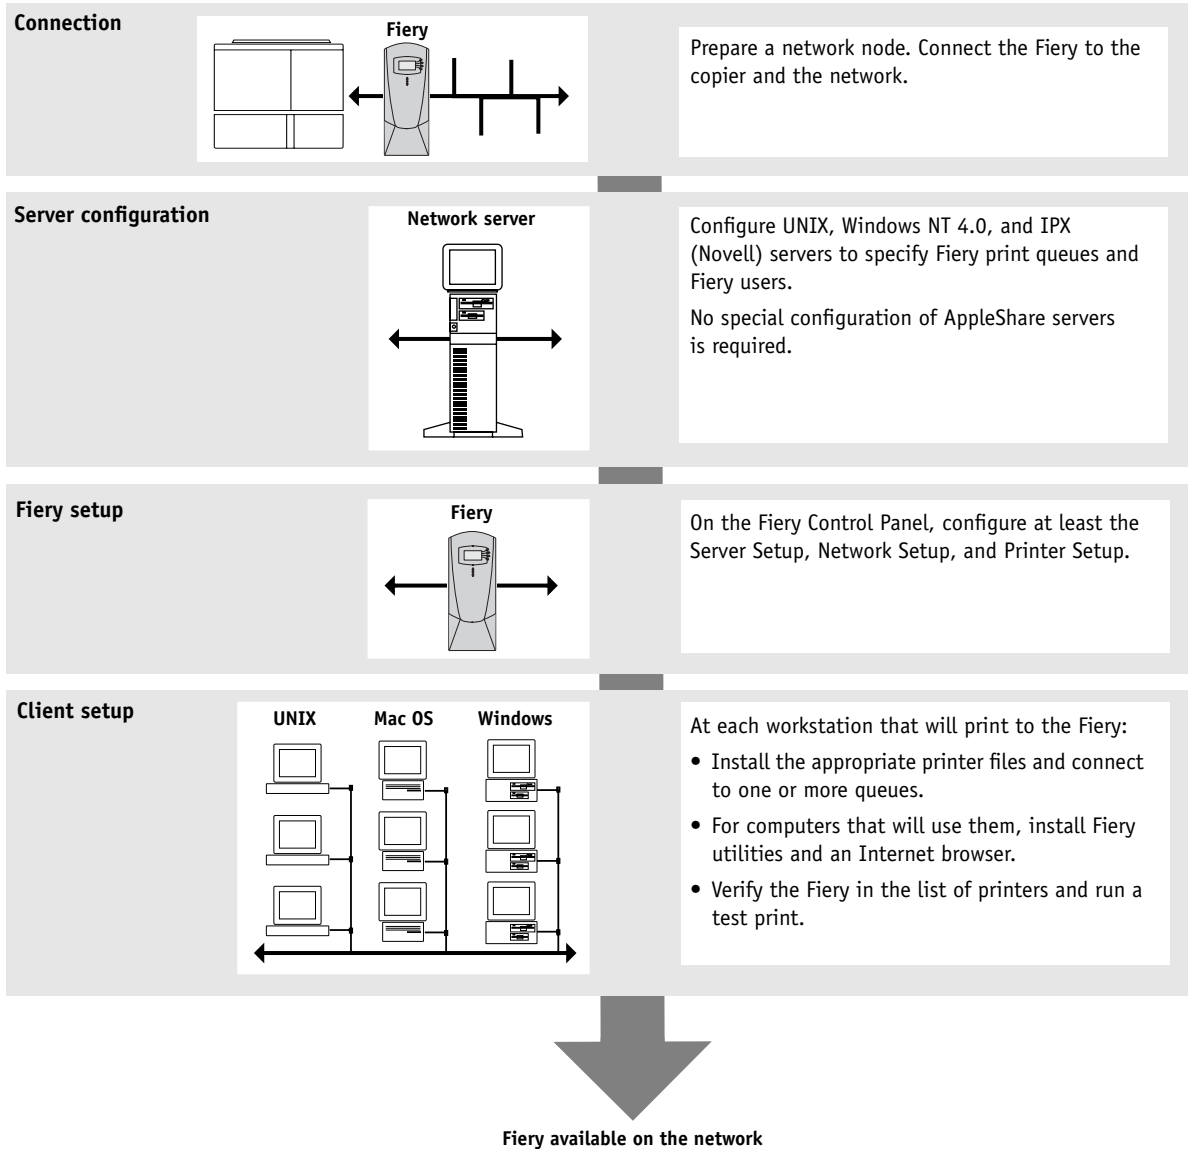 Connection
Fiery
Prepare a network node. Connect the Fiery to the
copier and the network.
Server configuration
Network server
Configure UNIX, Windows NT 4.0, and IPX
(Novell) servers to specify Fiery print queues and
Fiery users.
No special configuration of AppleShare servers
is required.
Fiery setup
Fiery
On the Fiery Control Panel, configure at least the
Server Setup, Network Setup, and Printer Setup.
Client setup
UNIX Mac OS Windows
At each workstation that will print to the Fiery:
• Install the appropriate printer files and connect
to one or more queues.
• For computers that will use them, install Fiery
utilities and an Internet browser.
• Verify the Fiery in the list of printers and run a
test print.
Fiery available on the network